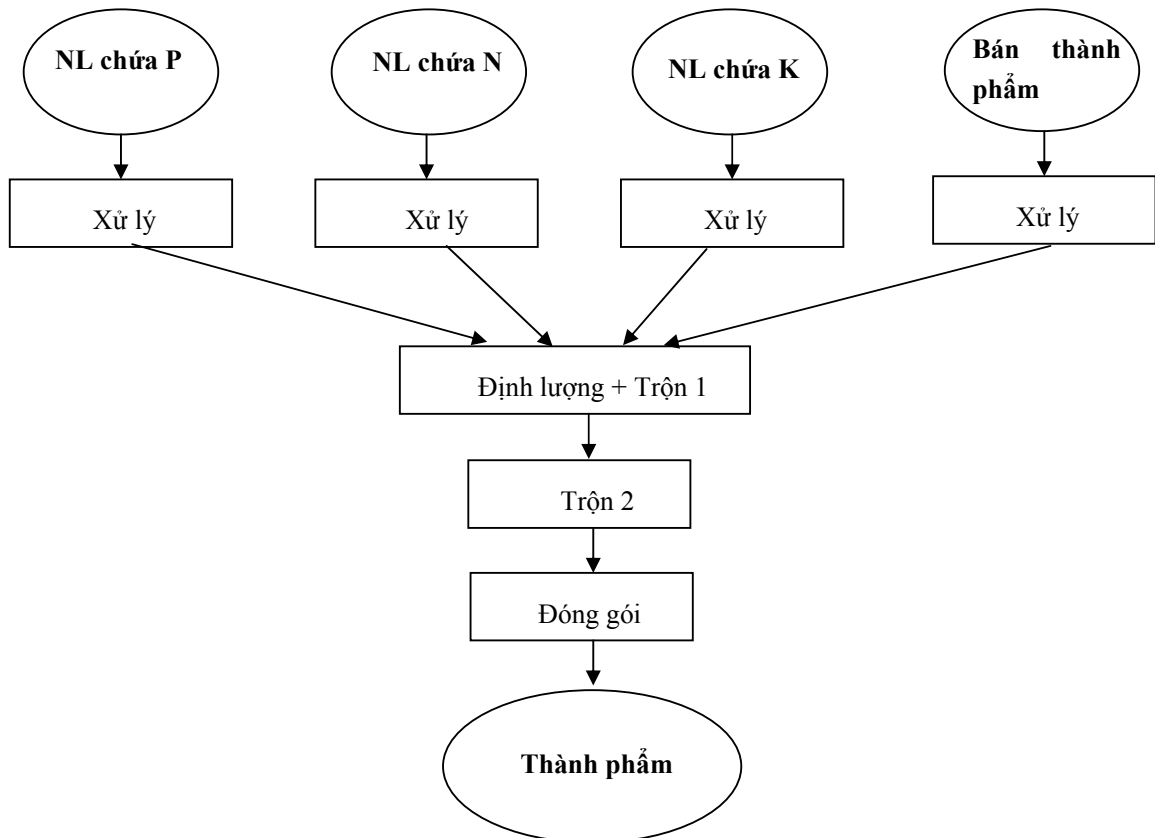 NL chứa P
NL chứa N
NL chứa K
Bán thành
phẩm
Xử lý
Xử lý
Xử lý
Xử lý
Định lượng + Trộn 1
Trộn 2
Đóng gói
Thành phẩm